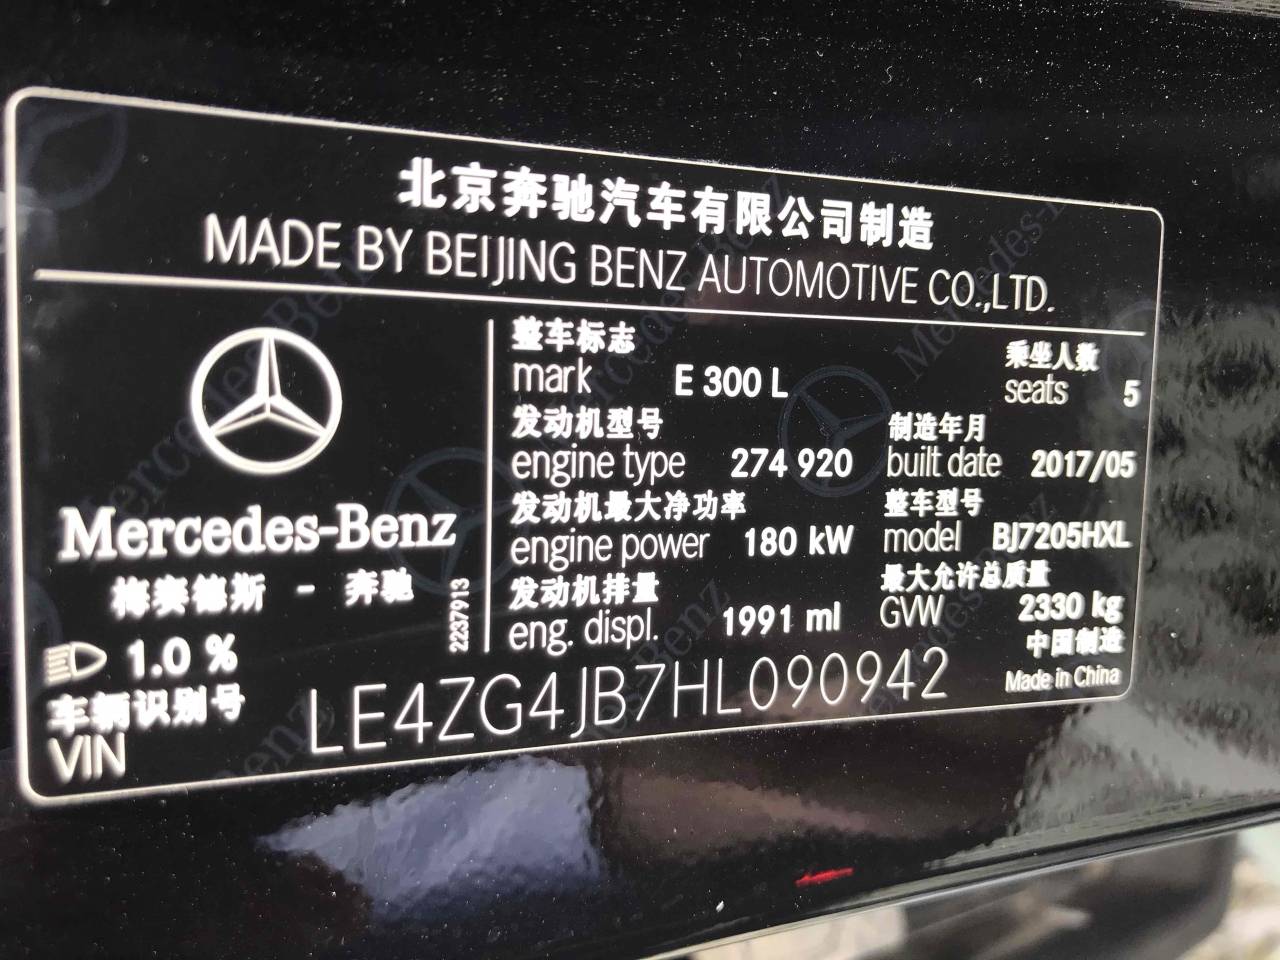 北京奔驰汽车有限公司制造
MADE BY BEIJING BENZ AUTOMOTIVE CO.,LTD.
Mercedes-Benz
梅赛德斯 - 奔驰
1.0 %
2237913
整车标志
mark E 300 L
乘坐人数
seats 5
发动机型号
engine type 274 920
制造年月
built date 2017/05
发动机最大净功率
engine power 180 kW
整车型号
model BJ7205HXL
发动机排量
eng. displ. 1991 ml
最大允许总质量
GVW 2330 kg
中国制造
Made in China
车辆识别号
VIN LE4ZG4JB7HL090942